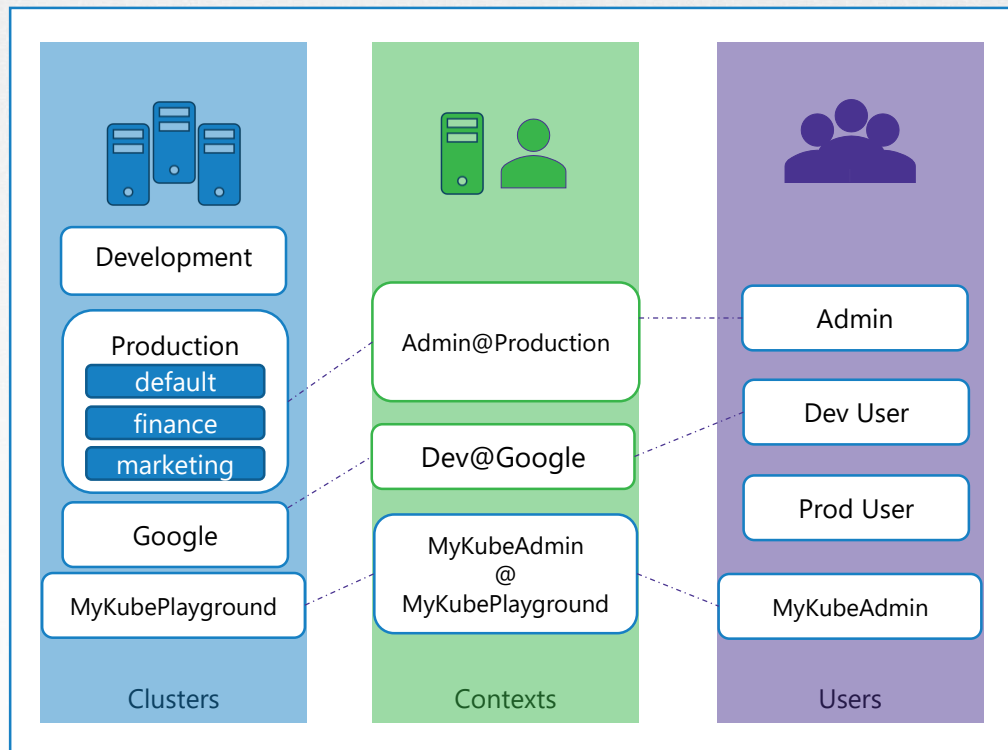 Development
Production
default
finance
marketing
Google
MyKubePlayground
Clusters
Admin@Production
Dev@Google
MyKubeAdmin
@
MyKubePlayground
Contexts
Admin
Dev User
Prod User
MyKubeAdmin
Users